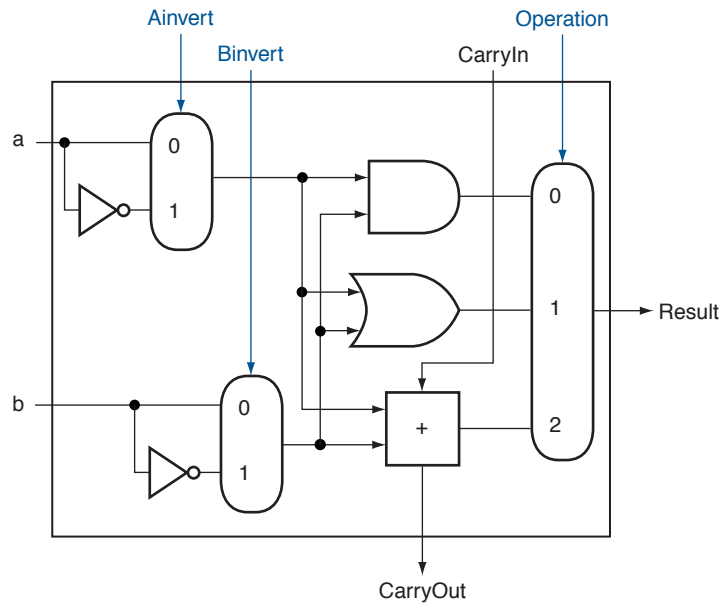 Ainvert
Operation
Binvert
CarryIn
a
0
1
0
1
Result
b
0
1
+
2
CarryOut